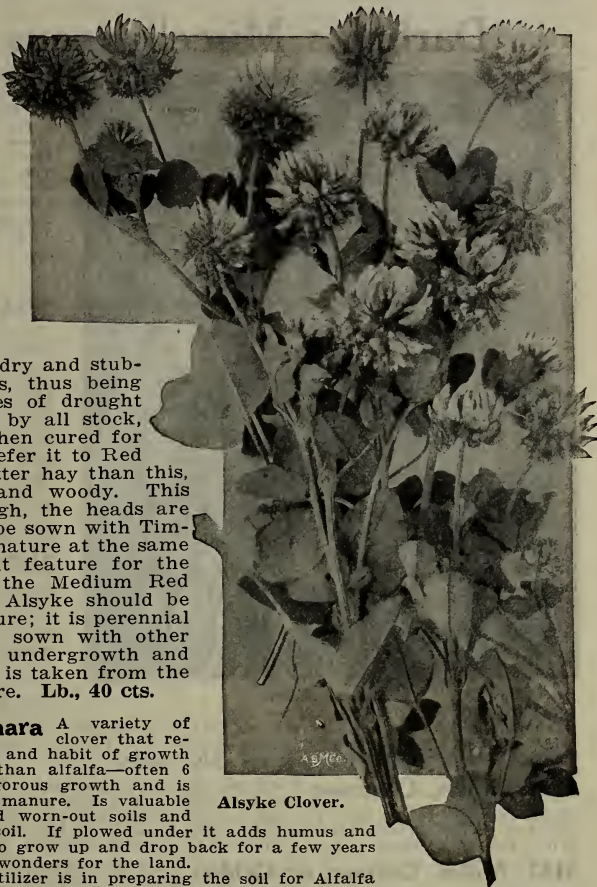 dry and stub-
s, thus being
es of drought
by all stock,
hen cured for
efer it to Red
tter hay than this,
and woody. This
gh, the heads are
be sown with Tim-
nature at the same
t feature for the
the Medium Red
Alsyke should be
ure; it is perennial
sown with other
undergrowth and
is taken from the
re. Lb., 40 cts.
hara A variety of
clover that re-
and habit of growth
than alfalfa—often 6
orous growth and is
manure. Is valuable
d worn-out soils and
soil. If plowed under it adds humus and
o grow up and drop back for a few years
wonders for the land.
tilizer is in preparing the soil for Alfalfa
A.B.M.Co.
Alsyke Clover.